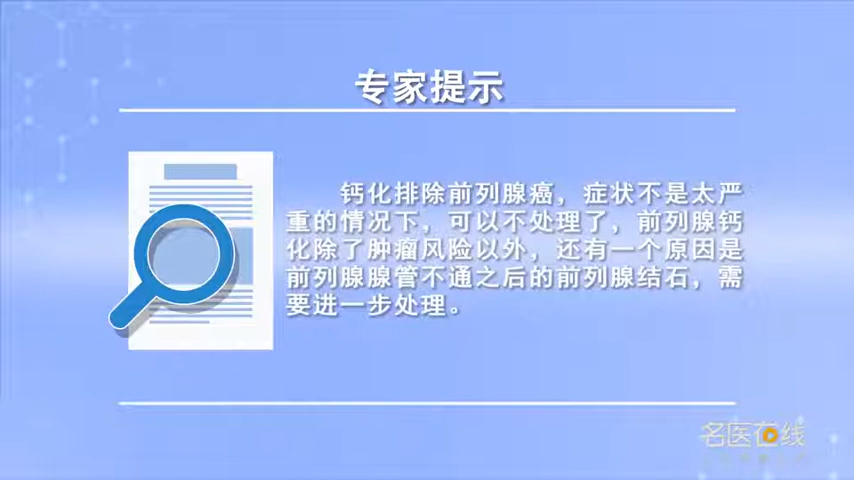 专家提示
钙化排除前列腺癌，症状不是太严
重的情况下，可以不处理了，前列腺钙
化除了肿瘤风险以外，还有一个原因是
前列腺腺管不通之后的前列腺结石，需
要进一步处理。
名医在线